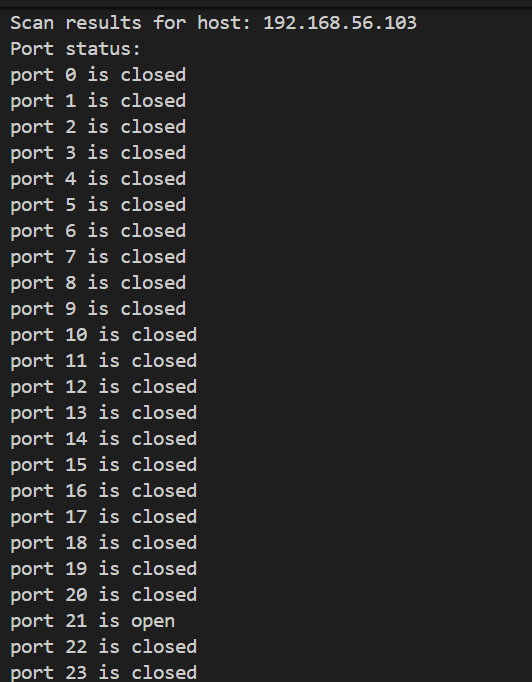 Scan results for host: 192.168.56.103
Port status:
port 0 is closed
port 1 is closed
port 2 is closed
port 3 is closed
port 4 is closed
port 5 is closed
port 6 is closed
port 7 is closed
port 8 is closed
port 9 is closed
port 10 is closed
port 11 is closed
port 12 is closed
port 13 is closed
port 14 is closed
port 15 is closed
port 16 is closed
port 17 is closed
port 18 is closed
port 19 is closed
port 20 is closed
port 21 is open
port 22 is closed
port 23 is closed